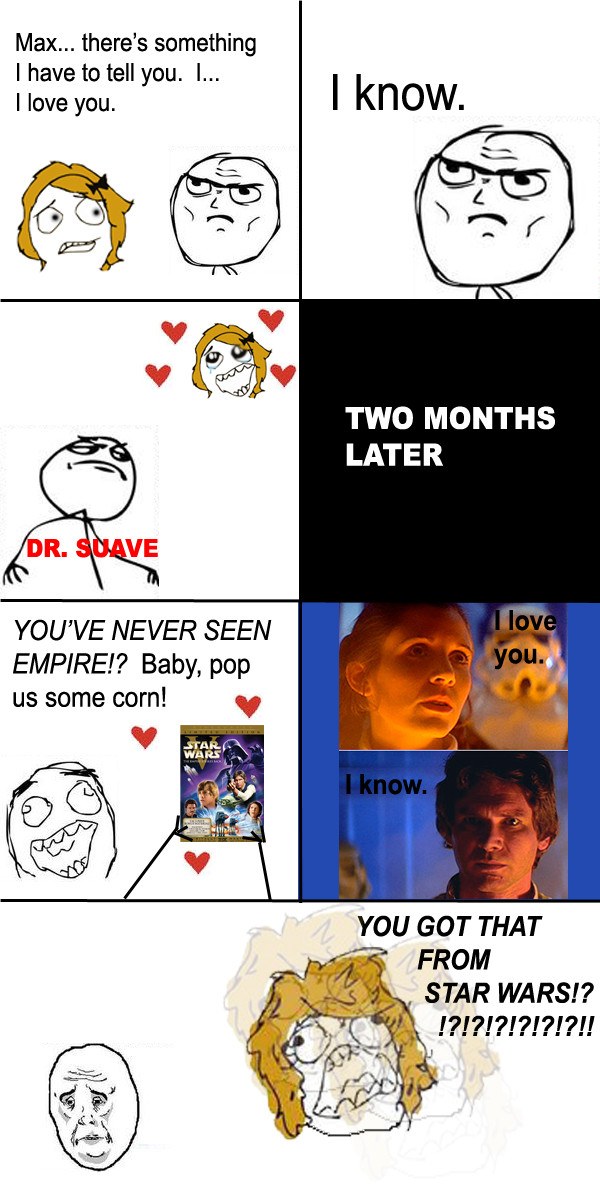 Max... there's something
I have to tell you.  I...
I love you.
I know.
DR. SUAVE
TWO MONTHS
LATER
YOU'VE NEVER SEEN
EMPIRE!?  Baby, pop
us some corn!
STAR
WARS
V
I love
you.
I know.
YOU GOT THAT
FROM
STAR WARS!?
!?!?!?!?!?!?!!